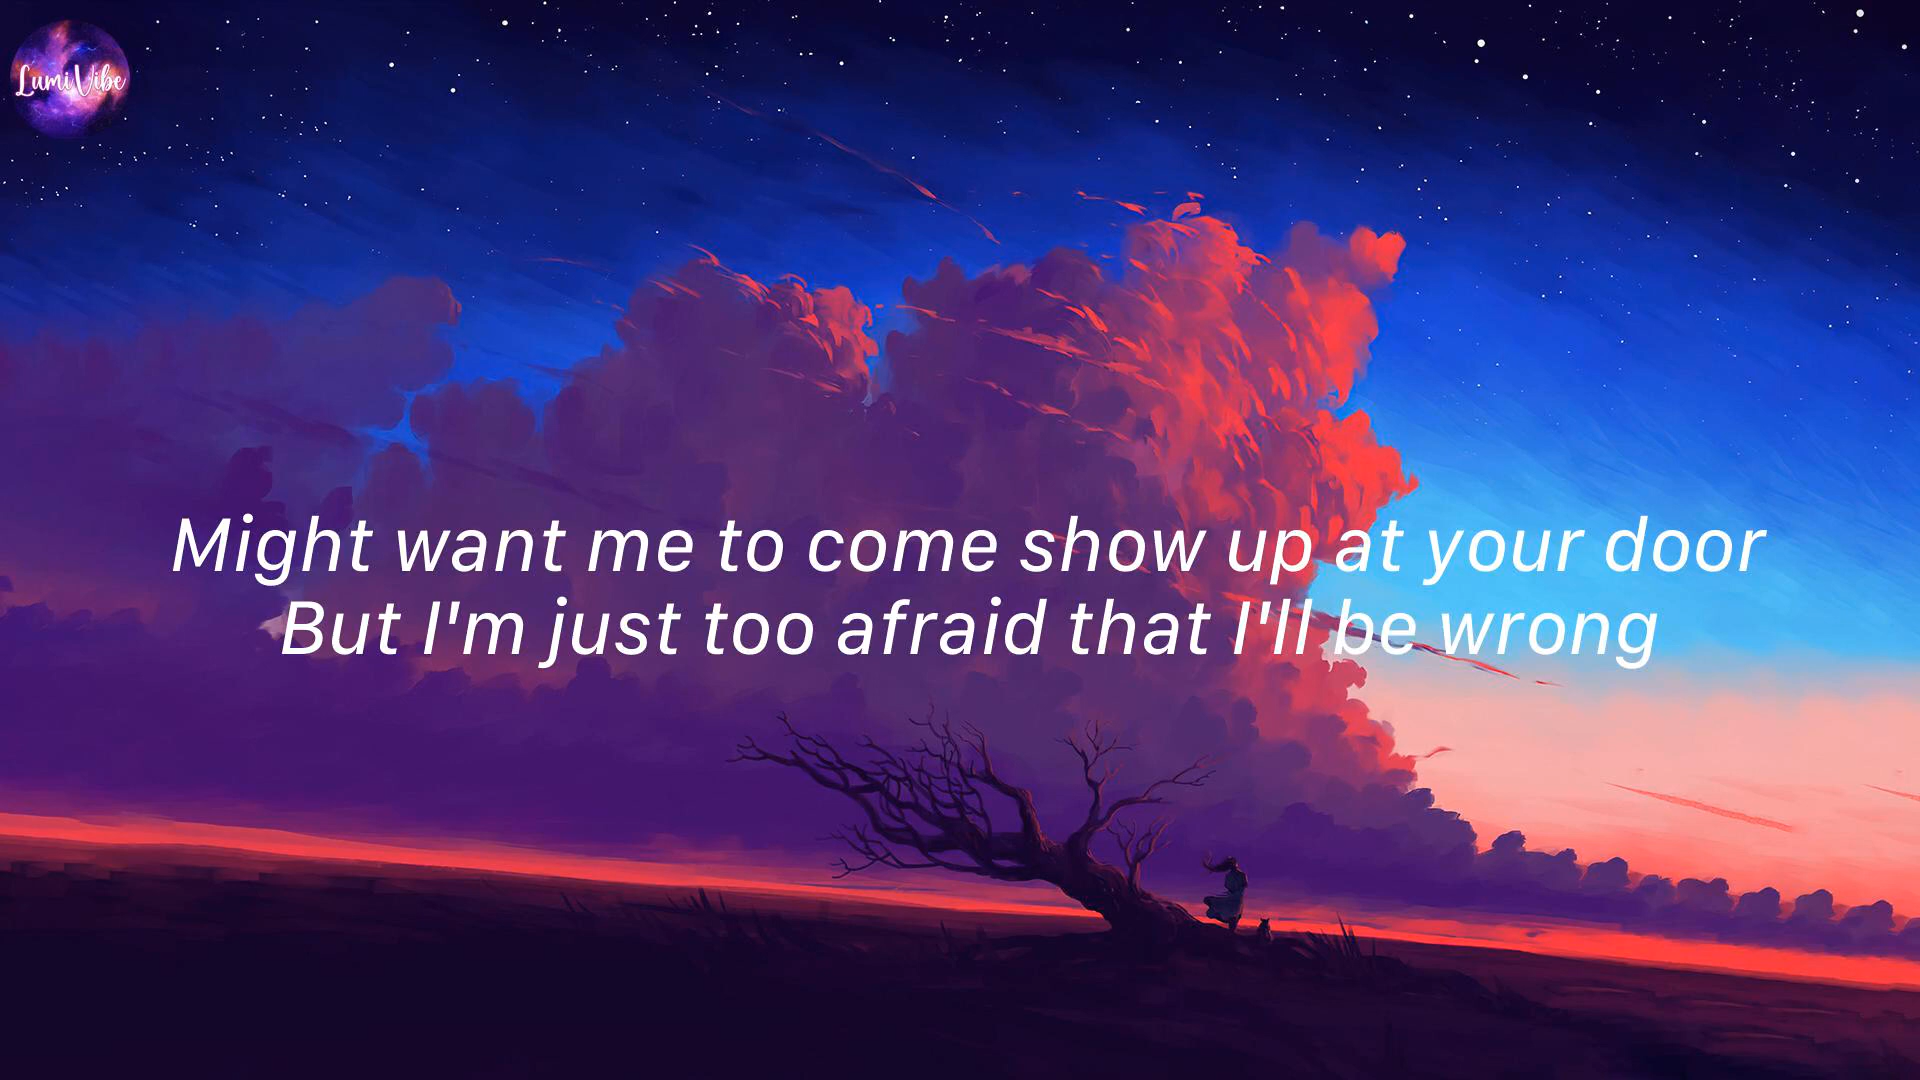 LumiVibe
Might want me to come show up at your door
But I'm just too afraid that I'll be wrong